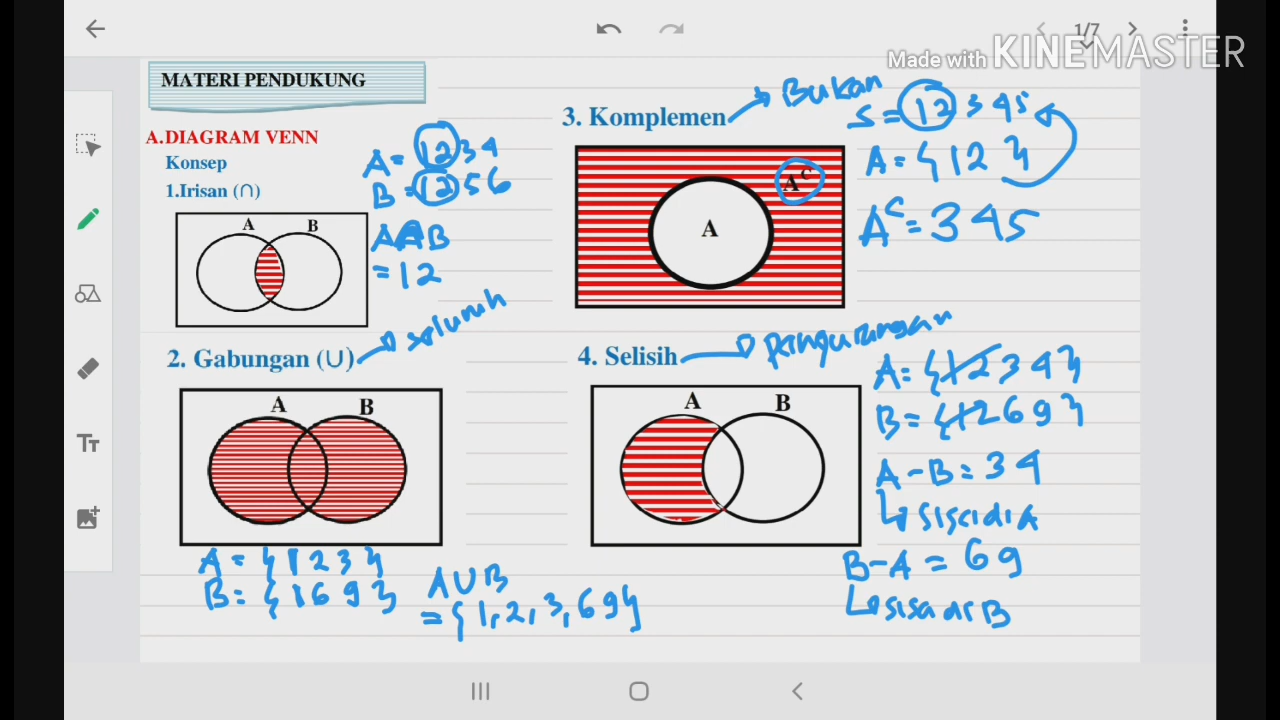 1/7
Made with KINEMASTER
MATERI PENDUKUNG
A.DIAGRAM VENN
Konsep
1.Irisan (∩)
A = 1 2 3 4
B = 1 2 5 6
A B
A∩B
= 1 2
2. Gabungan (∪) → seluruh
A B
A = { 1 2 3 }
B = { 1 6 9 }
A ∪ B
= { 1, 2, 3, 6 9 }
3. Komplemen → Bukan
S = 1 2 3 4 5
A = { 1 2 }
Aᶜ = 3 4 5
Aᶜ
A
4. Selisih → pengurangan
A B
A = { 1 2 3 4 }
B = { 1 2 6 9 }
A - B = 3 4
B - A = 6 9
↳ sisa di B
Tт